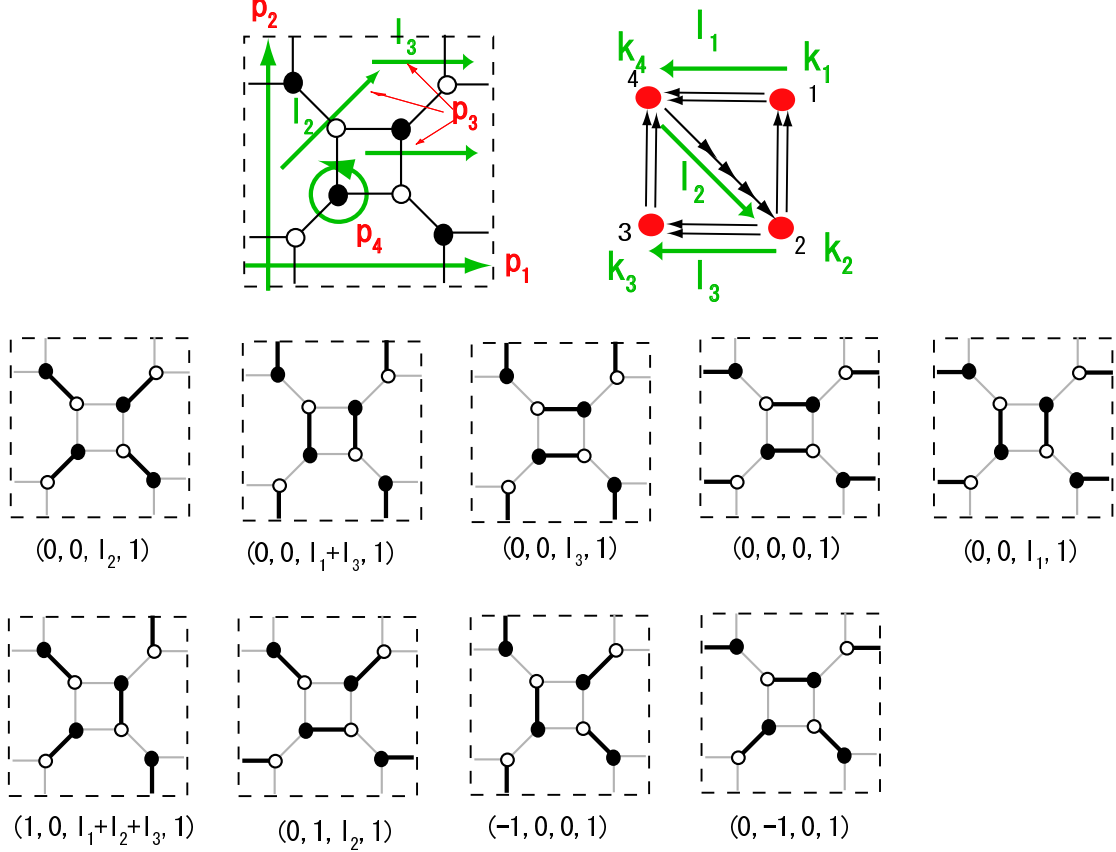 p₂
l₃
l₂
p₃
p₄
p₁
l₁
k₄ k₁
4 1
l₂
3 2
k₃ k₂
l₃
(0, 0, l₂, 1) (0, 0, l₁+l₃, 1) (0, 0, l₃, 1) (0, 0, 0, 1) (0, 0, l₁, 1)
(1, 0, l₁+l₂+l₃, 1) (0, 1, l₂, 1) (-1, 0, 0, 1) (0, -1, 0, 1)